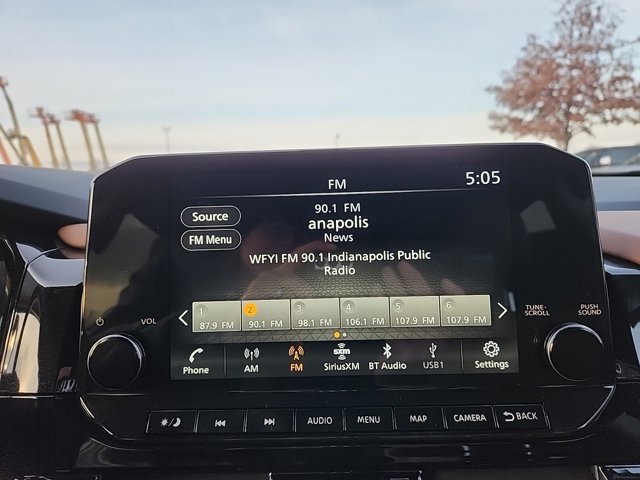 FM
5:05
90.1 FM
Source
anapolis
FM Menu
News
WFYI FM 90.1 Indianapolis Public
Radio
1 2 3 4 5 6
87.9 FM 90.1 FM 98.1 FM 106.1 FM 107.9 FM 107.9 FM
VOL
TUNE·
SCROLL
PUSH
SOUND
Phone AM FM SiriusXM BT Audio USB1 Settings
sxm
AUDIO MENU MAP CAMERA BACK